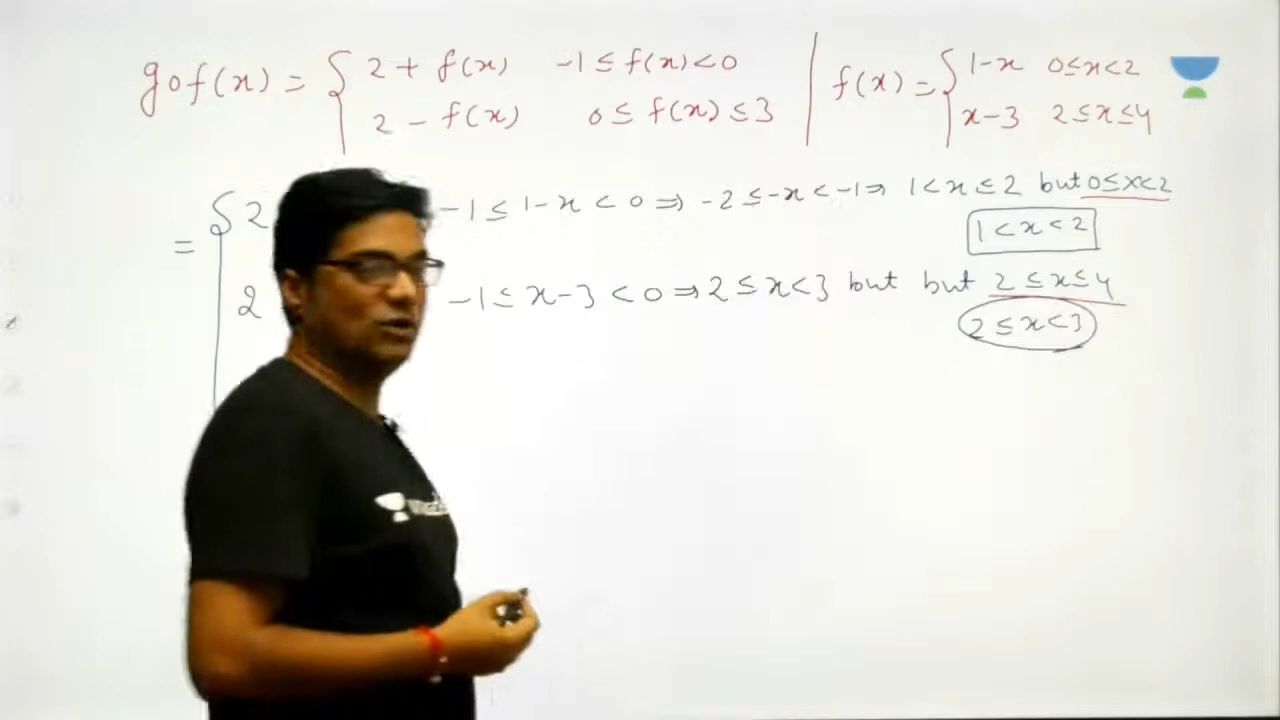 gof(x) = { 2 + f(x) -1 ≤ f(x) < 0 | f(x) = { 1-x 0≤x<2
2 - f(x) 0 ≤ f(x) ≤ 3 x-3 2≤x≤4
= { 2 -1 ≤ 1-x < 0 ⇒ -2 ≤ -x < -1 ⇒ 1<x≤2 but 0≤x<2
1<x<2
2 -1 ≤ x-3 < 0 ⇒ 2≤x<3 but but 2≤x≤4
2≤x<3